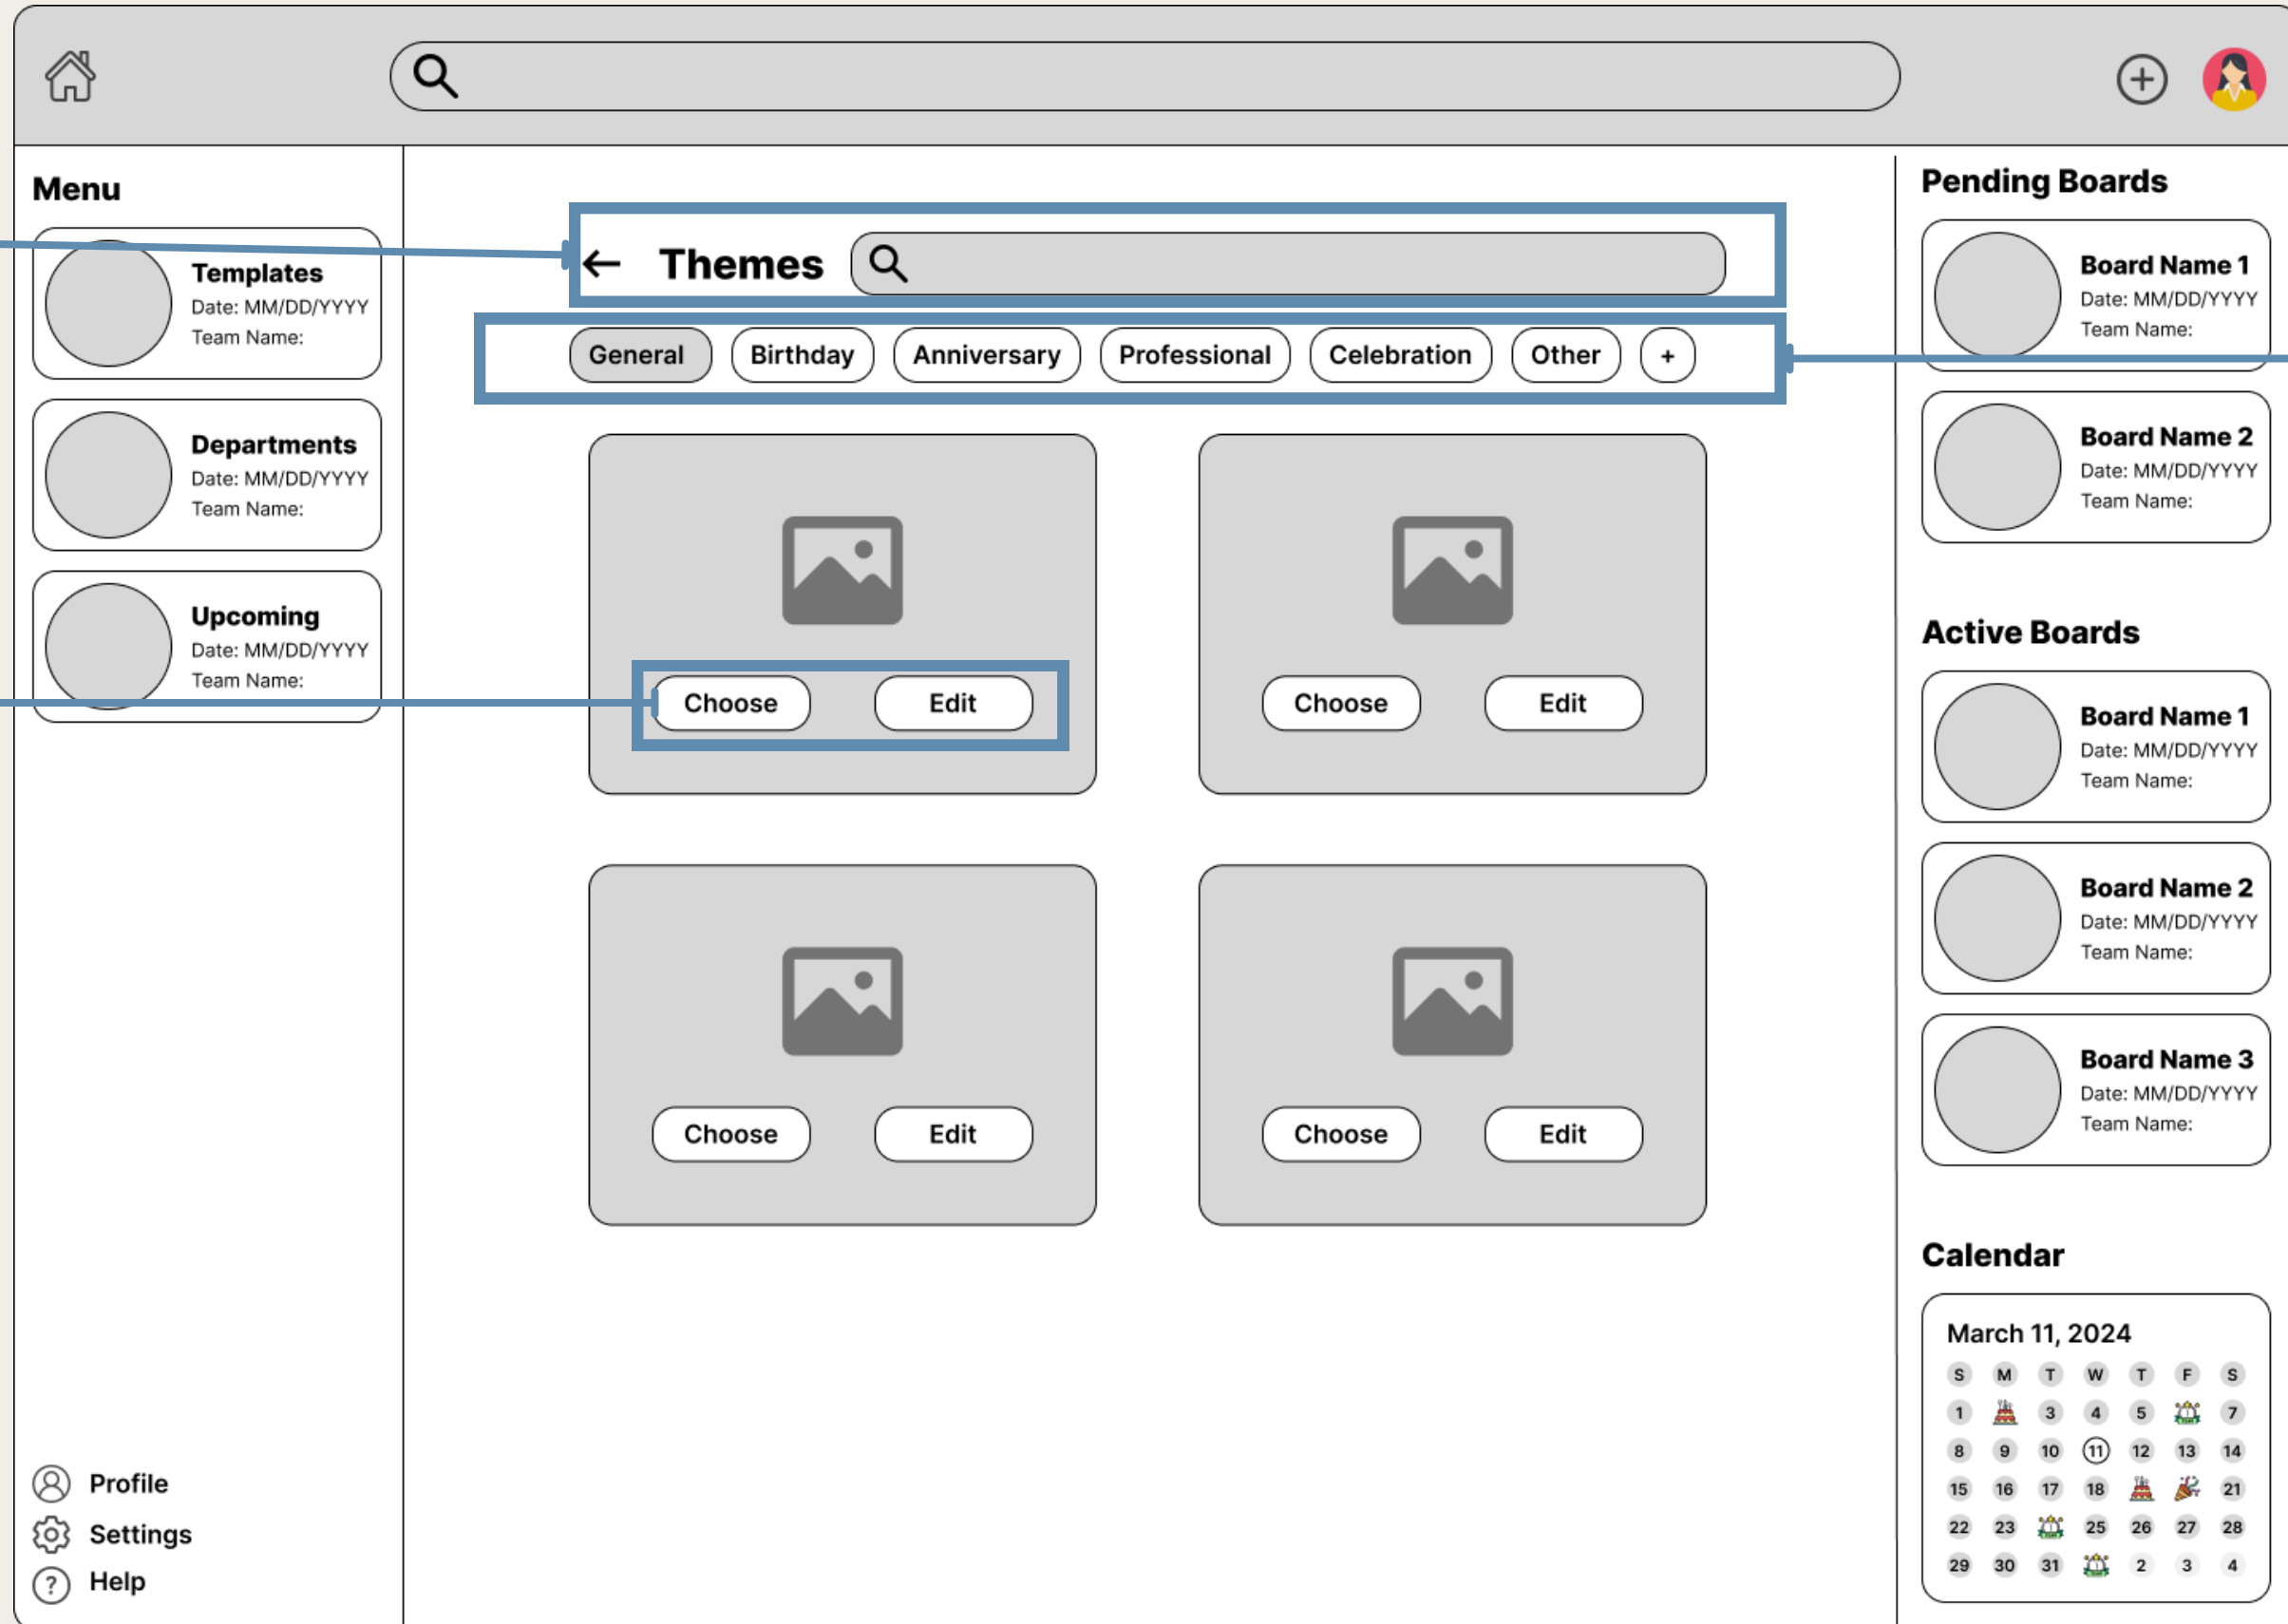 Menu
Templates
Date: MM/DD/YYYY
Team Name:
Departments
Date: MM/DD/YYYY
Team Name:
Upcoming
Date: MM/DD/YYYY
Team Name:
Profile
Settings
? Help
← Themes
General Birthday Anniversary Professional Celebration Other +
Choose Edit
Choose Edit
Choose Edit
Choose Edit
Pending Boards
Board Name 1
Date: MM/DD/YYYY
Team Name:
Board Name 2
Date: MM/DD/YYYY
Team Name:
Active Boards
Board Name 1
Date: MM/DD/YYYY
Team Name:
Board Name 2
Date: MM/DD/YYYY
Team Name:
Board Name 3
Date: MM/DD/YYYY
Team Name:
Calendar
March 11, 2024
S M T W T F S
1 3 4 5 7
8 9 10 11 12 13 14
15 16 17 18 21
22 23 25 26 27 28
29 30 31 2 3 4